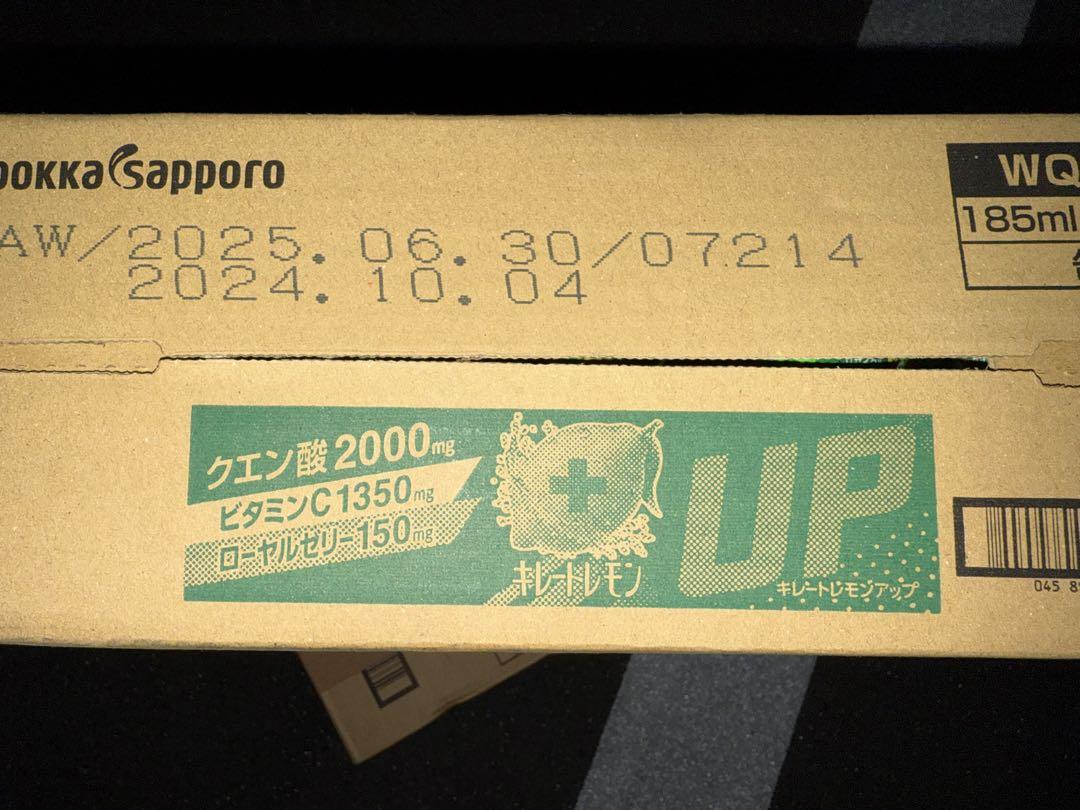 pokka sapporo
AW/2025.06.30/07214
2024.10.04
WQ
185ml
クエン酸2000mg
ビタミンC1350mg
ローヤルゼリー150mg
キレートレモン
UP
キレートレモンアップ
045 8